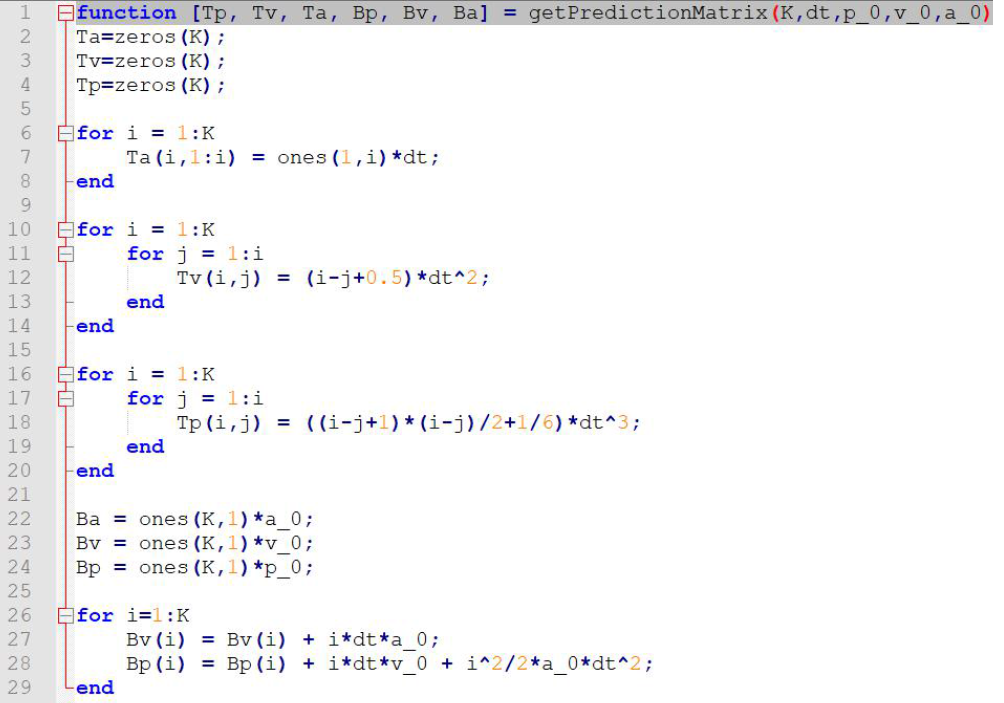 1 function [Tp, Tv, Ta, Bp, Bv, Ba] = getPredictionMatrix(K,dt,p_0,v_0,a_0)
2 Ta=zeros(K);
3 Tv=zeros(K);
4 Tp=zeros(K);
5
6 for i = 1:K
7     Ta(i,1:i) = ones(1,i)*dt;
8 end
9
10 for i = 1:K
11     for j = 1:i
12         Tv(i,j) = (i-j+0.5)*dt^2;
13     end
14 end
15
16 for i = 1:K
17     for j = 1:i
18         Tp(i,j) = ((i-j+1)*(i-j)/2+1/6)*dt^3;
19     end
20 end
21
22 Ba = ones(K,1)*a_0;
23 Bv = ones(K,1)*v_0;
24 Bp = ones(K,1)*p_0;
25
26 for i=1:K
27     Bv(i) = Bv(i) + i*dt*a_0;
28     Bp(i) = Bp(i) + i*dt*v_0 + i^2/2*a_0*dt^2;
29 end